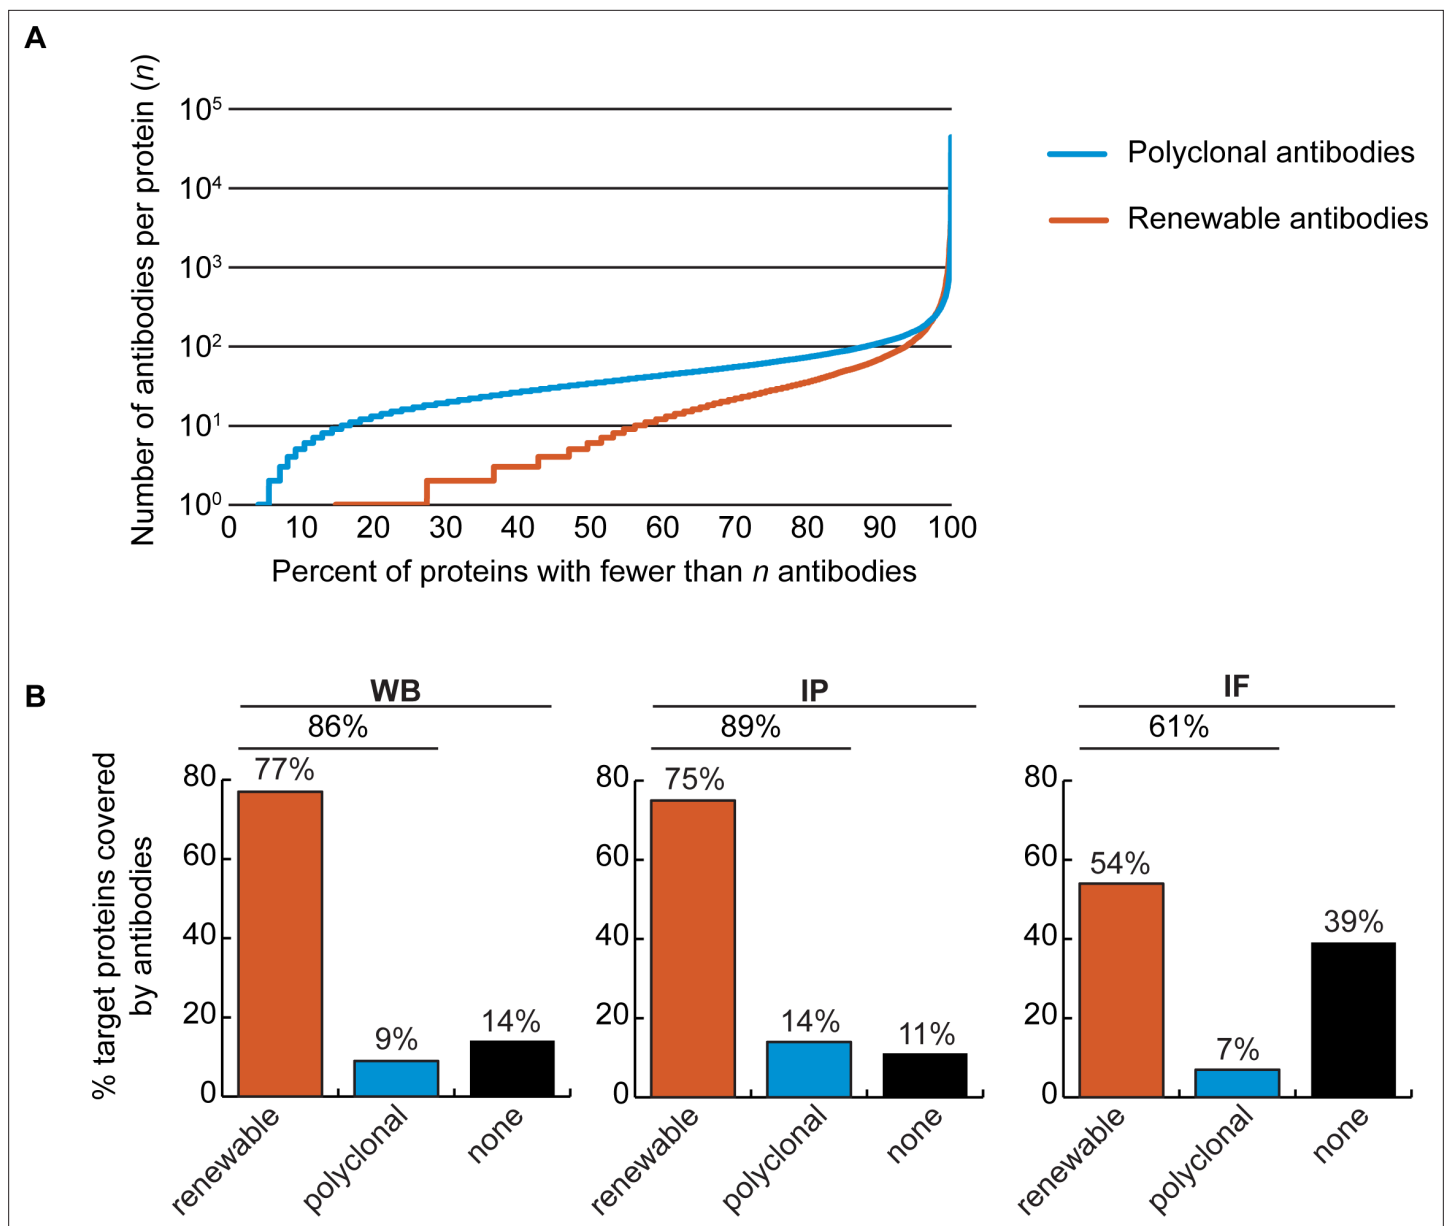 A
Number of antibodies per protein (n)
10⁵
10⁴
10³
10²
10¹
10⁰
0 10 20 30 40 50 60 70 80 90 100
Percent of proteins with fewer than n antibodies
Polyclonal antibodies
Renewable antibodies
B
% target proteins covered
by antibodies
WB
86%
77%
9%
14%
80
60
40
20
0
renewable
polyclonal
none
IP
89%
75%
14%
11%
80
60
40
20
0
renewable
polyclonal
none
IF
61%
54%
7%
39%
80
60
40
20
0
renewable
polyclonal
none